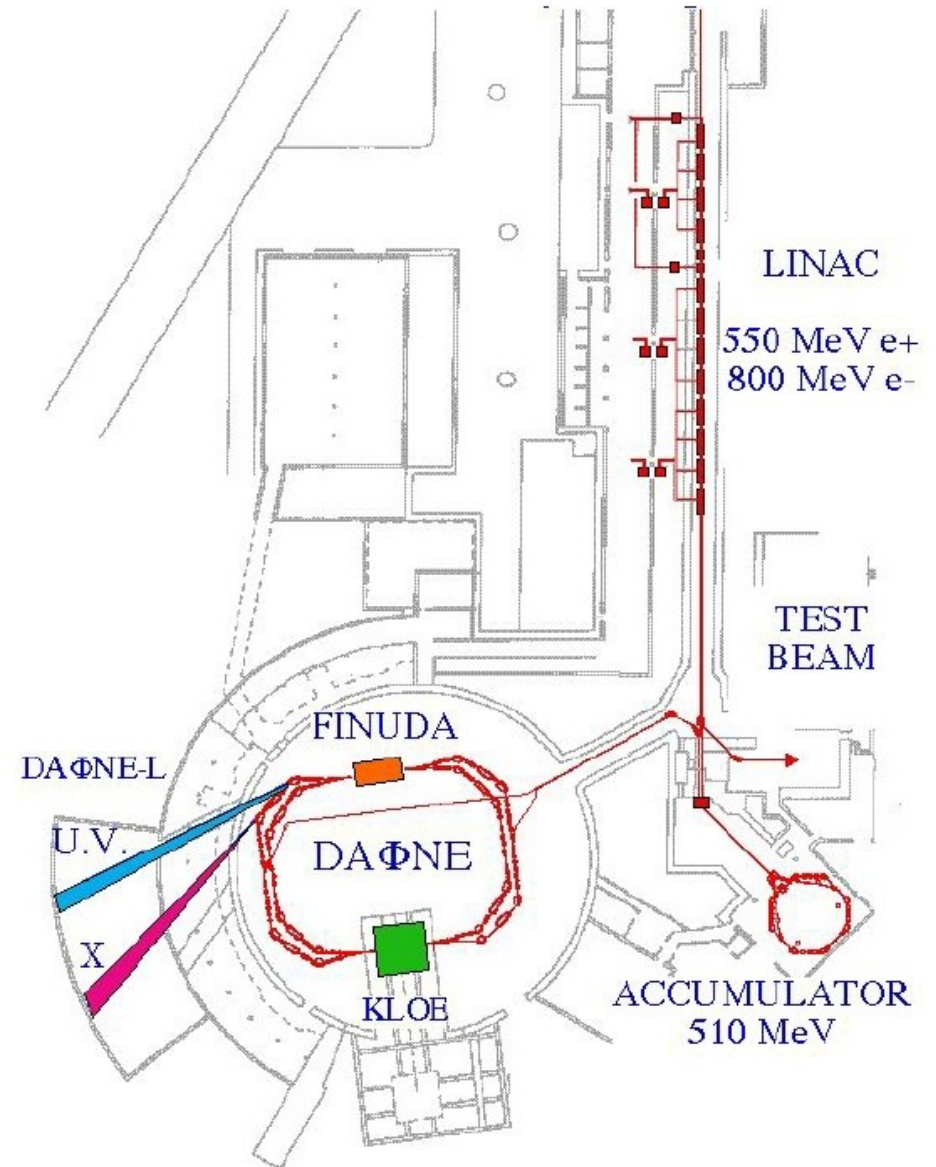 LINAC
550 MeV e+
800 MeV e-
TEST
BEAM
FINUDA
DAΦNE-L
U.V.
DAΦNE
X
KLOE
ACCUMULATOR
510 MeV